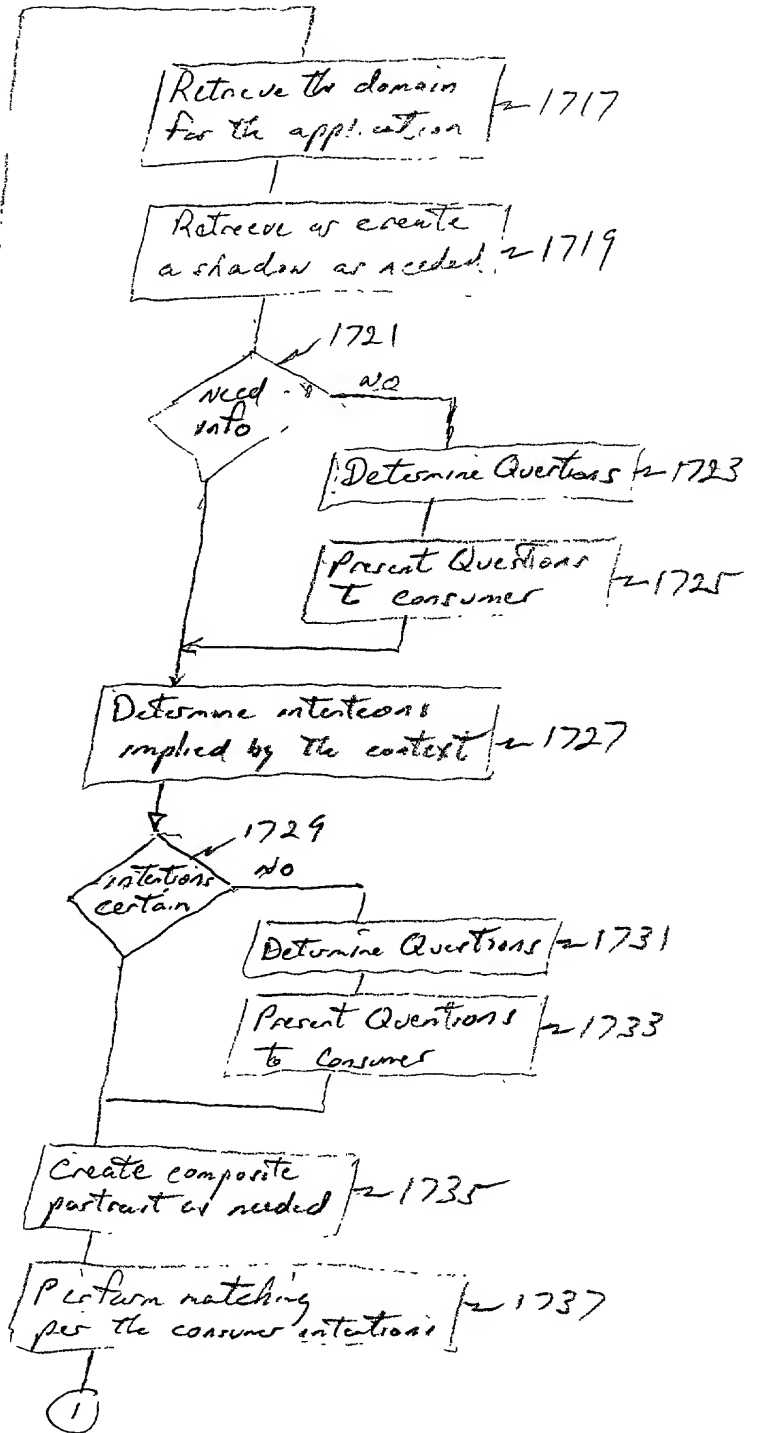 Retrieve the domain
for the application
1717
Retrieve or create
a shadow as needed
1719
1721
Need
info
NO
Determine Questions
1723
Present Questions
to consumer
1725
Determine intentions
implied by the context
1727
1729
intentions
certain
NO
Determine Questions
1731
Present Questions
to Consumer
1733
Create composite
portrait as needed
1735
Perform matching
per the consumer intentions
1737
1